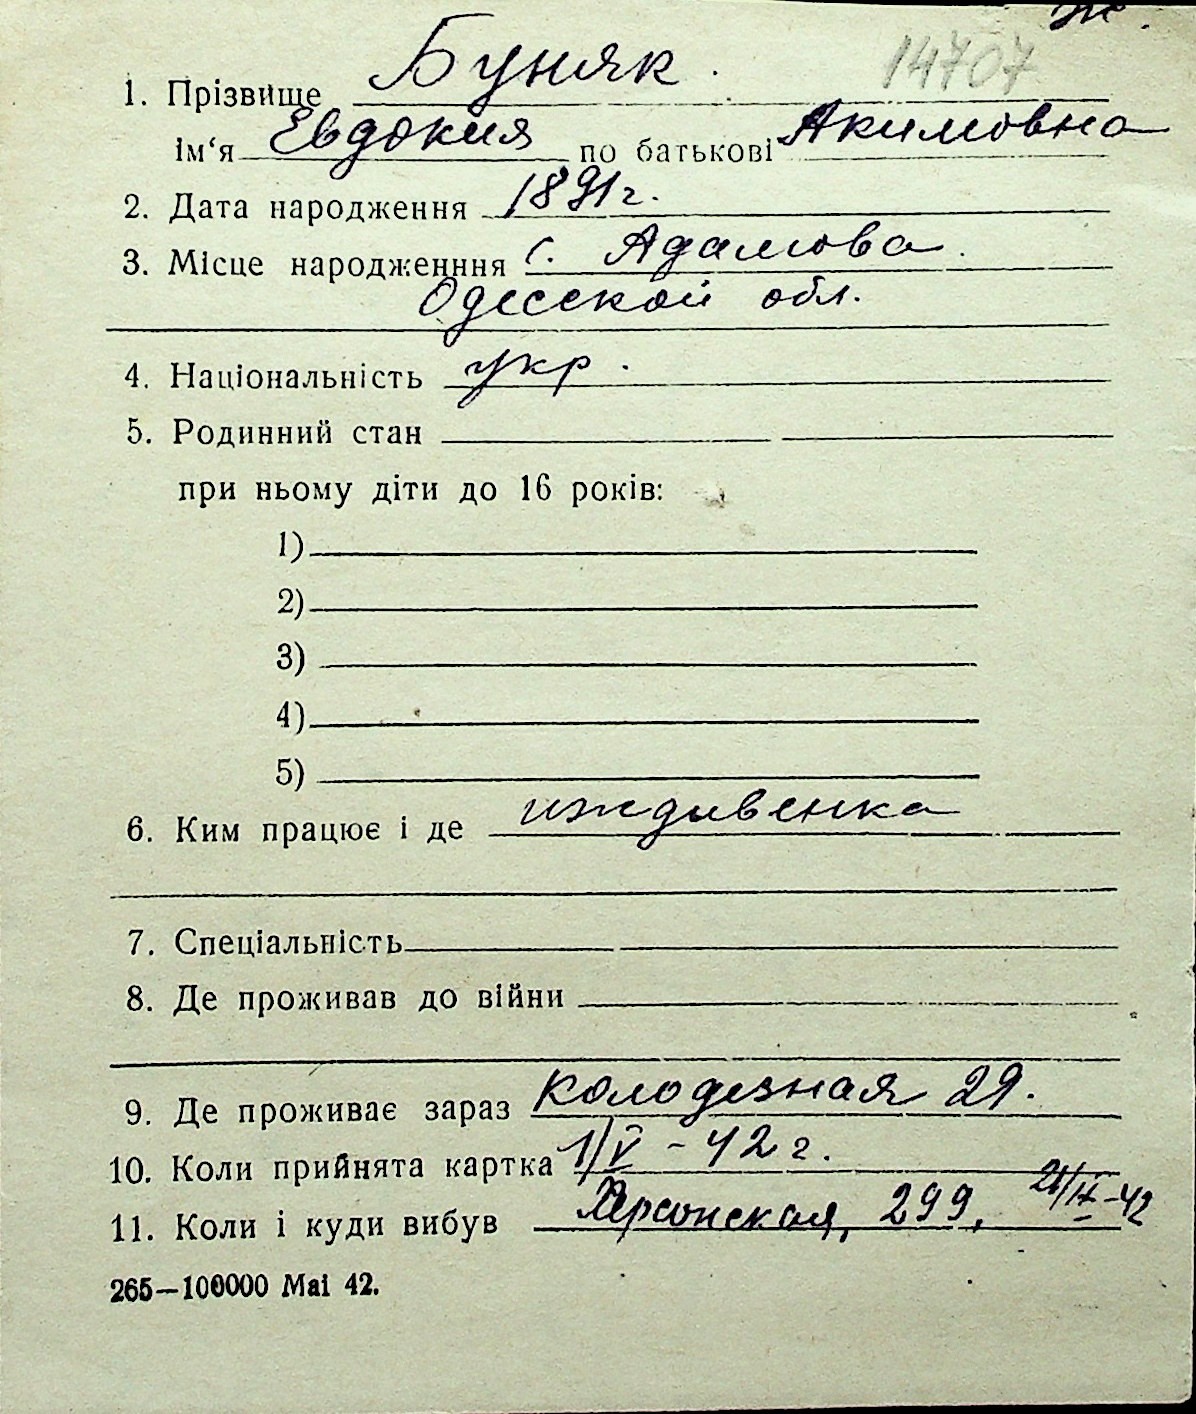 ж.
14707
1. Прізвище Буняк
ім‘я Евдокия по батькові Акимовна
2. Дата народження 1891 г.
3. Місце народженння с. Адамова
Одесской обл.
4. Національність укр.
5. Родинний стан
при ньому діти до 16 років:
1)
2)
3)
4)
5)
6. Ким працює і де иждивенка
7. Спеціальність
8. Де проживав до війни
9. Де проживає зараз Колодезная 29.
10. Коли прийнята картка 1/V - 42 г.
11. Коли і куди вибув Херсонская, 299,
265—100000 Mai 42.